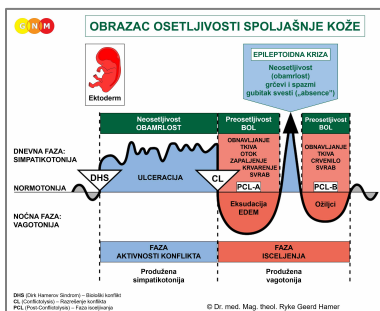 GNM
OBRAZAC OSETLJIVOSTI SPOLJAŠNJE KOŽE
EPILEPTOIDNA KRIZA
Neosetljivost
(obamrlost)
grčevi i spazmi
gubitak svesti („absence”)
Ektoderm
Neosetljivost
OBAMRLOST
Preosetljivost
BOL
Preosetljivost
BOL
DNEVNA FAZA:
SIMPATIKOTONIJA
OBNAVLJANJE
TKIVA
OTOK
ZAPALJENJE
KRVARENJE
SVRAB
OBNAVLJANJE
TKIVA
CRVENILO
SVRAB
DHS
ULCERACIJA
CL
PCL-A
PCL-B
NORMOTONIJA
NOĆNA FAZA:
VAGOTONIJA
Eksudacija
EDEM
Ožiljci
FAZA
AKTIVNOSTI KONFLIKTA
FAZA
ISCELJENJA
Produžena
simpatikotonija
Produžena
vagotonija
DHS (Dirk Hamerov Sindrom) – Biološki konflikt
CL (Conflictolysis) – Razrešenje konflikta
PCL (Post-Conflictolysis) – Faza isceljivanja
© Dr. med. Mag. theol. Ryke Geerd Hamer